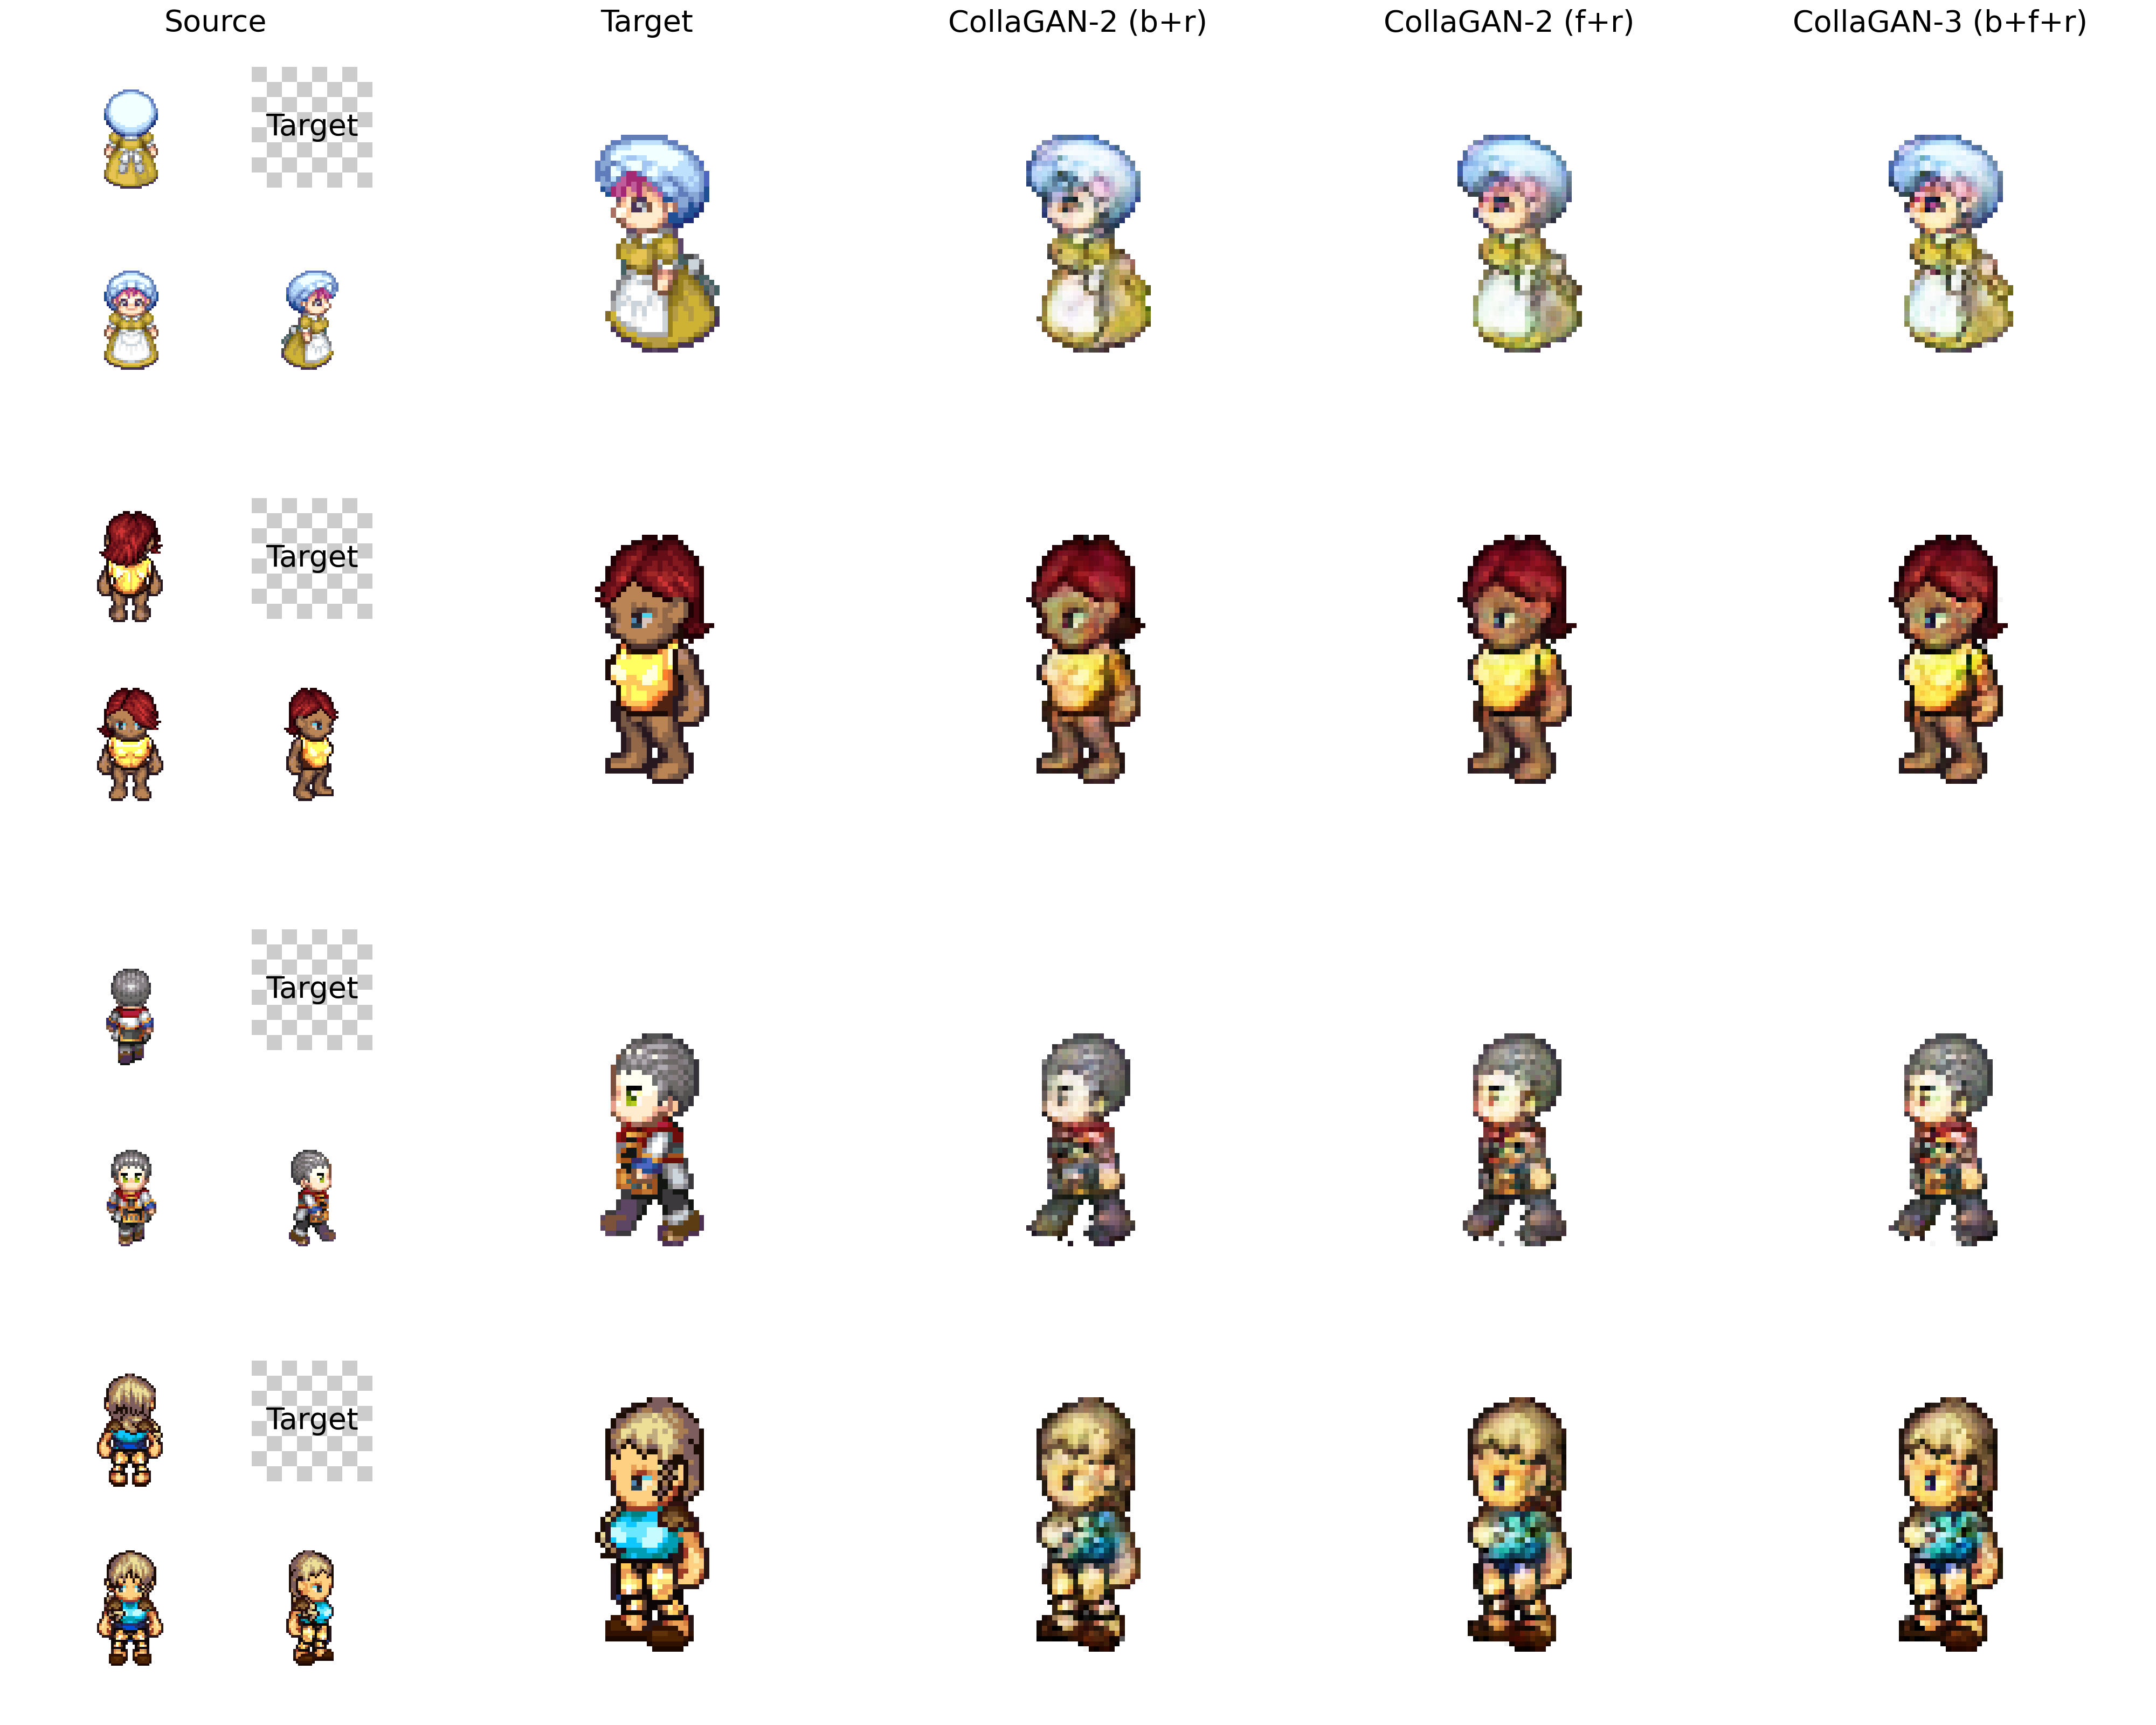 Source
Target
CollaGAN-2 (b+r)
CollaGAN-2 (f+r)
CollaGAN-3 (b+f+r)
Target
Target
Target
Target